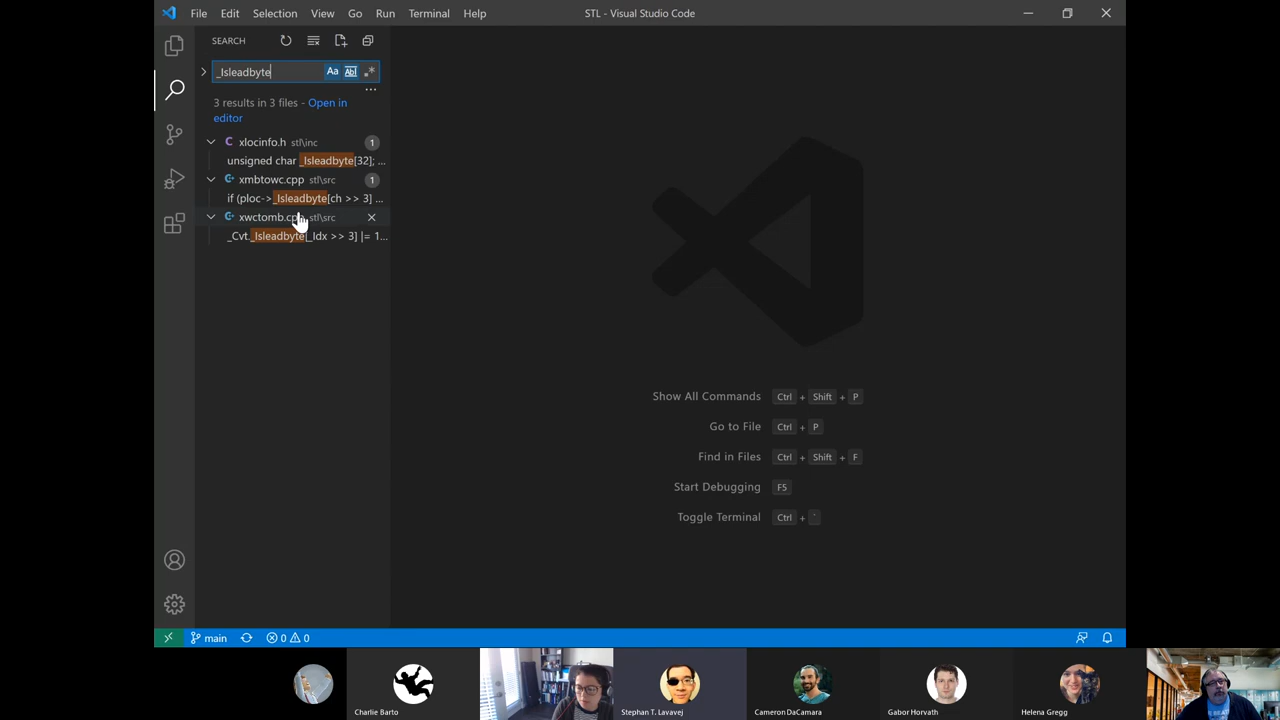 File Edit Selection View Go Run Terminal Help STL - Visual Studio Code
SEARCH
_Isleadbyte Aa Abl .*
...
3 results in 3 files - Open in
editor
C xlocinfo.h stl\inc 1
unsigned char _Isleadbyte[32]; ...
xmbtowc.cpp stl\src 1
if (ploc->_Isleadbyte[ch >> 3] ...
xwctomb.cpp stl\src
_Cvt._Isleadbyte[_Idx >> 3] |= 1...
Show All Commands Ctrl + Shift + P
Go to File Ctrl + P
Find in Files Ctrl + Shift + F
Start Debugging F5
Toggle Terminal Ctrl + `
main 0 0
Charlie Barto Stephan T. Lavavej Cameron DaCamara Gabor Horvath Helena Gregg